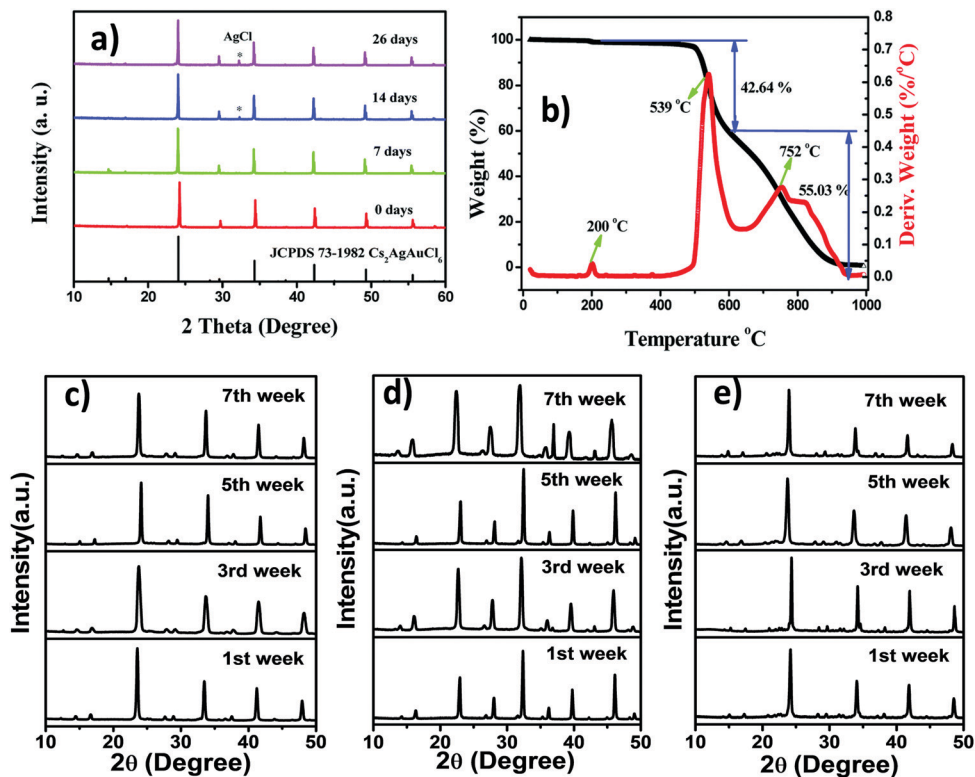 a)
AgCl
26 days
*
14 days
*
7 days
0 days
JCPDS 73-1982 Cs₂AgAuCl₆
Intensity (a. u.)
10 20 30 40 50 60
2 Theta (Degree)
b)
100
80
60
40
20
0
Weight (%)
0.8
0.7
0.6
0.5
0.4
0.3
0.2
0.1
0.0
Deriv. Weight (%/°C)
42.64 %
539 °C
752 °C
55.03 %
200 °C
0 200 400 600 800 1000
Temperature °C
c)
7th week
5th week
3rd week
1st week
Intensity(a.u.)
10 20 30 40 50
2θ (Degree)
d)
7th week
5th week
3rd week
1st week
Intensity(a.u.)
10 20 30 40 50
2θ (Degree)
e)
7th week
5th week
3rd week
1st week
Intensity(a.u.)
10 20 30 40 50
2θ (Degree)